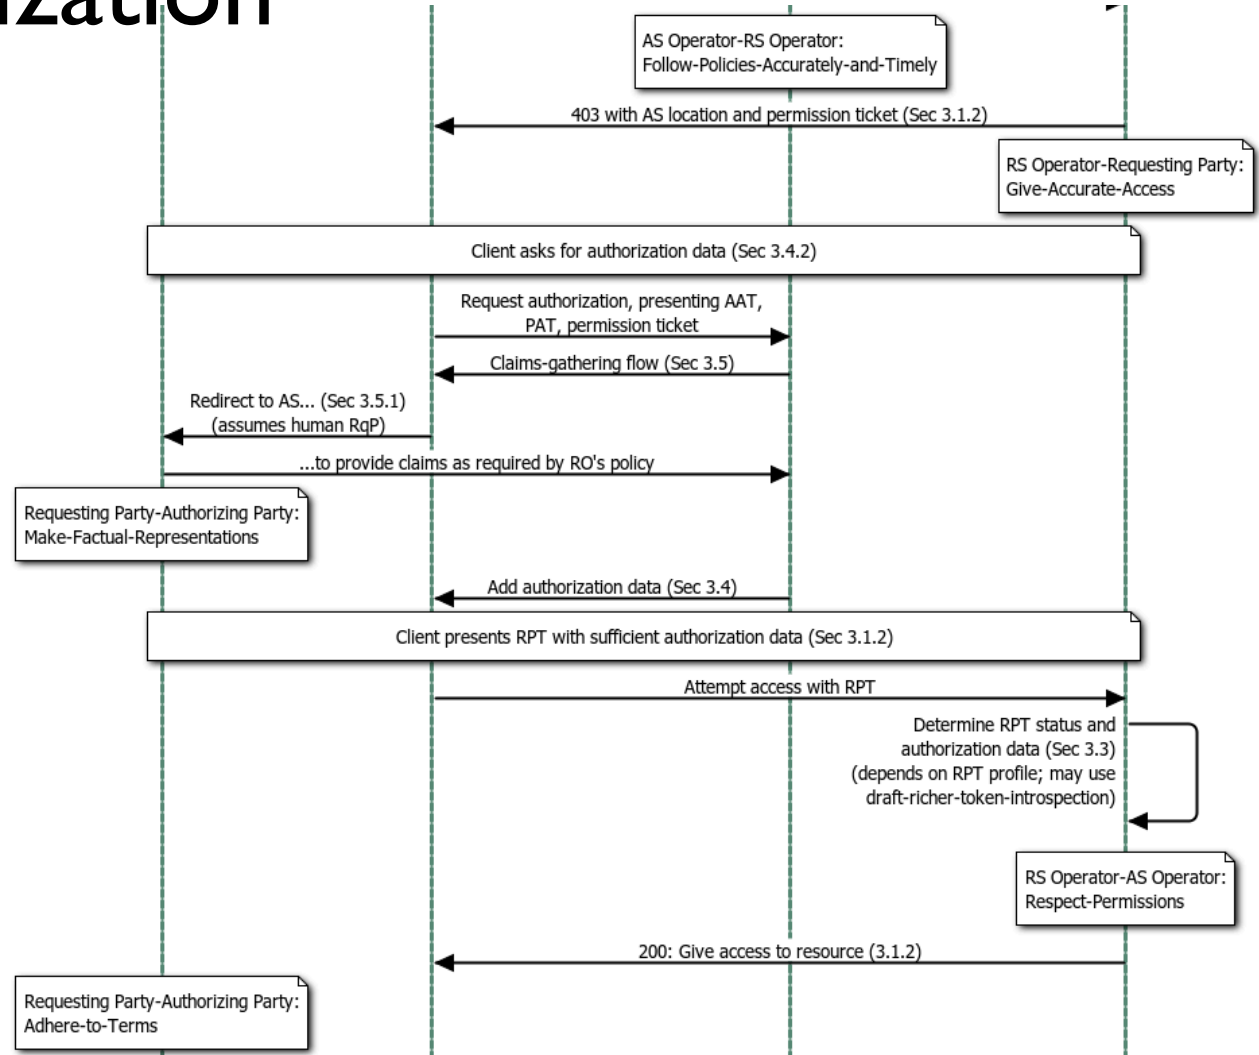 ization
AS Operator-RS Operator:
Follow-Policies-Accurately-and-Timely
403 with AS location and permission ticket (Sec 3.1.2)
RS Operator-Requesting Party:
Give-Accurate-Access
Client asks for authorization data (Sec 3.4.2)
Request authorization, presenting AAT,
PAT, permission ticket
Claims-gathering flow (Sec 3.5)
Redirect to AS... (Sec 3.5.1)
(assumes human RqP)
...to provide claims as required by RO's policy
Requesting Party-Authorizing Party:
Make-Factual-Representations
Add authorization data (Sec 3.4)
Client presents RPT with sufficient authorization data (Sec 3.1.2)
Attempt access with RPT
Determine RPT status and
authorization data (Sec 3.3)
(depends on RPT profile; may use
draft-richer-token-introspection)
RS Operator-AS Operator:
Respect-Permissions
200: Give access to resource (3.1.2)
Requesting Party-Authorizing Party:
Adhere-to-Terms